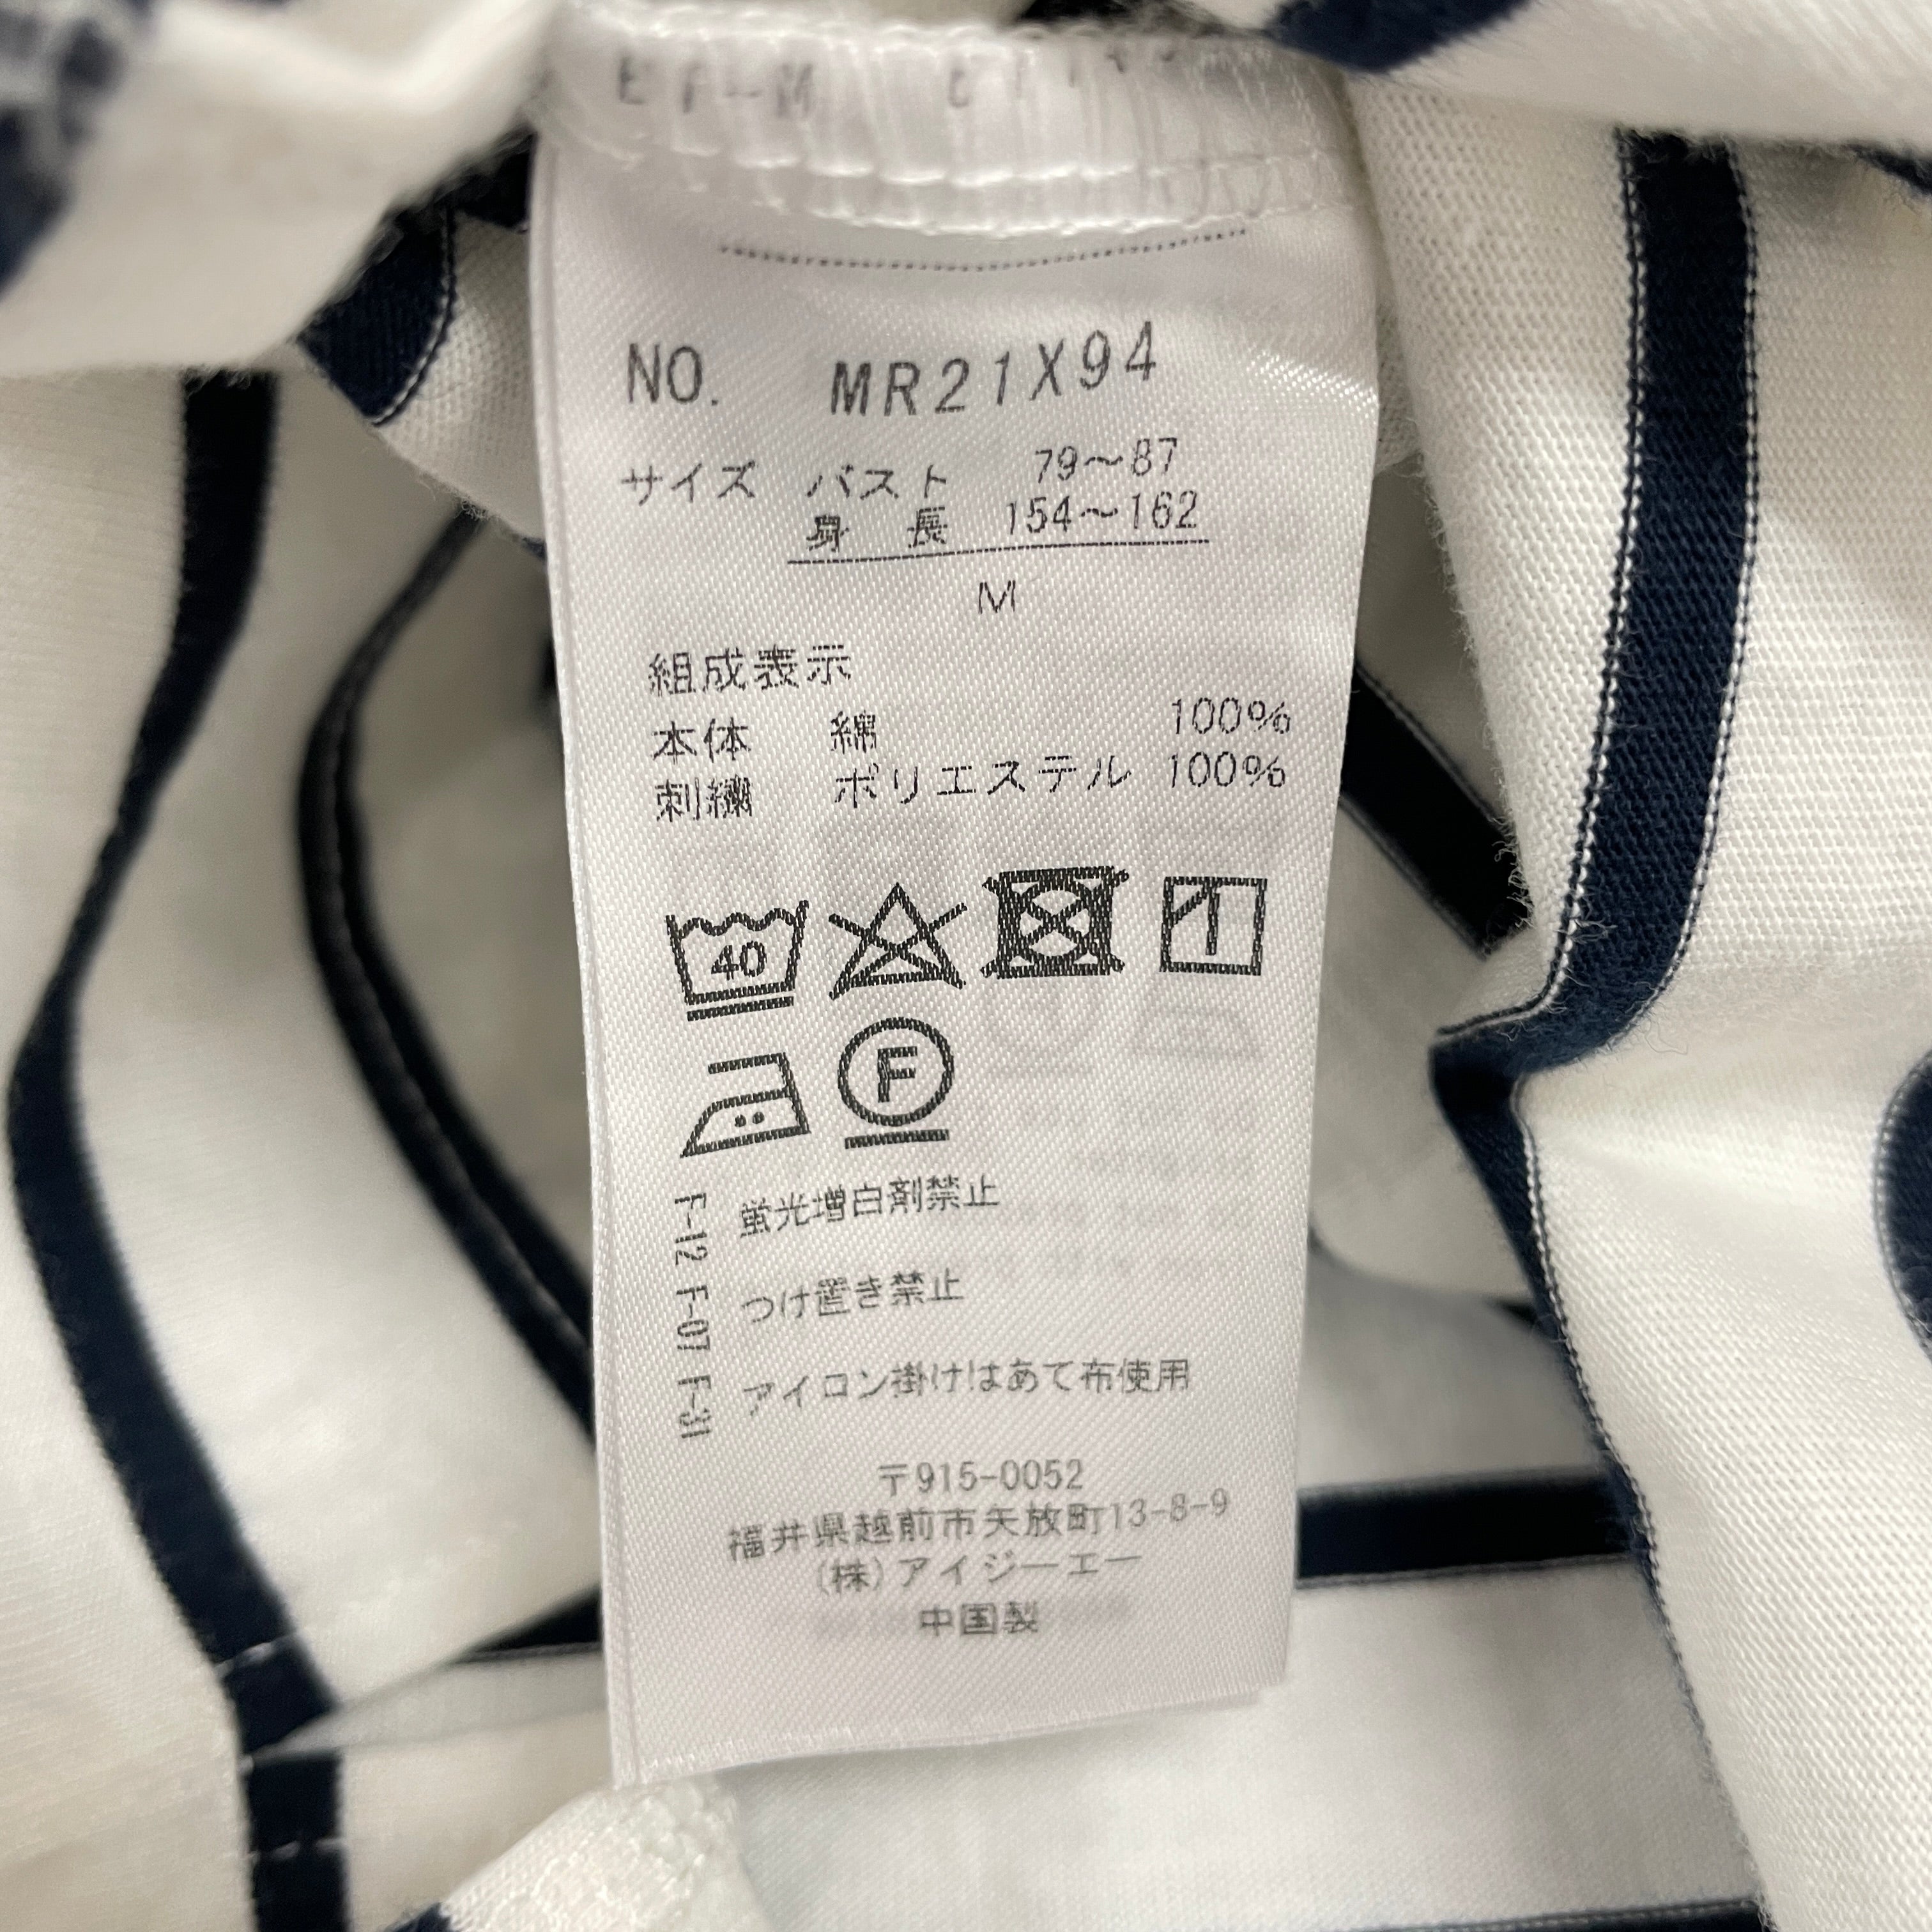 NO. MR21X94
サイズ バスト 79～87
身長 154～162
M
組成表示
本体 綿 100%
刺繍 ポリエステル 100%
40
F
F-12 蛍光増白剤禁止
F-07 つけ置き禁止
F-31 アイロン掛けはあて布使用
〒915-0052
福井県越前市矢放町13-8-9
(株)アイジーエー
中国製